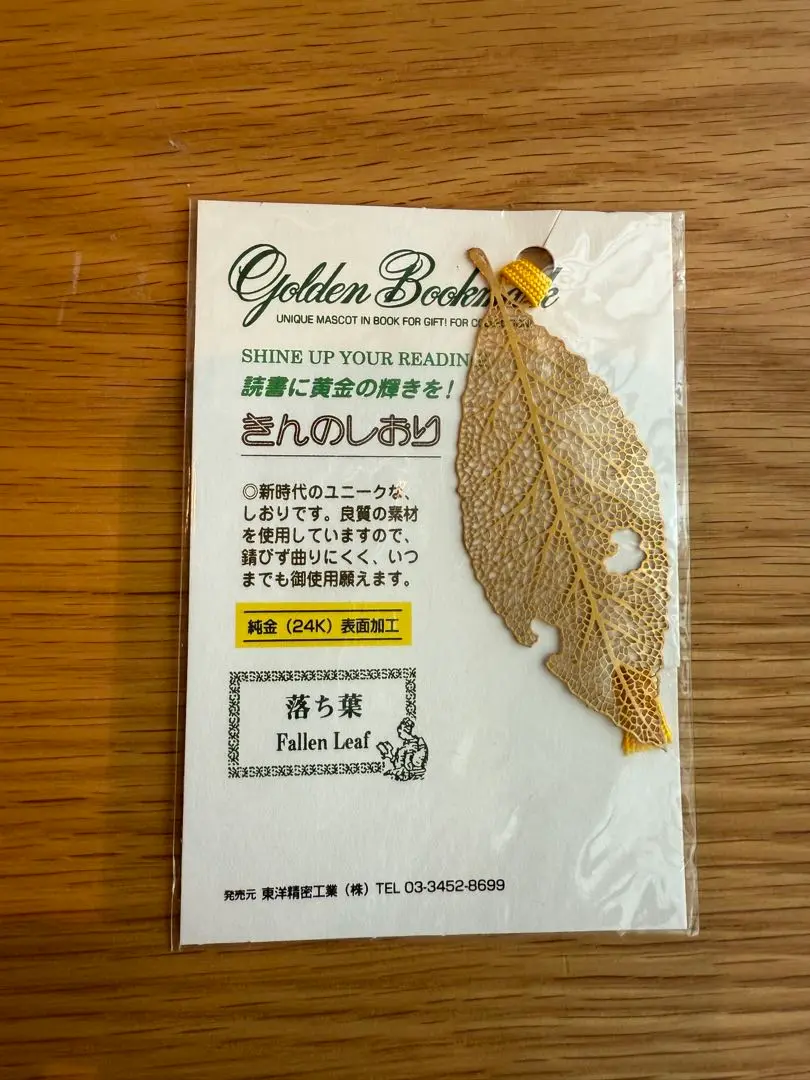 Golden
UNIQUE MASCOT IN BOOK FOR GIFT! FOR
SHINE UP YOUR READING
読書に黄金の輝きを!
きんのしおり
◎新時代のユニークな、
しおりです。良質の素材
を使用していますので、
錆びず曲りにくく、いつ
までも御使用願えます。
純金(24K)表面加工
落ち葉
Fallen Leaf
発売元 東洋精密工業(株) TEL 03-3452-8699